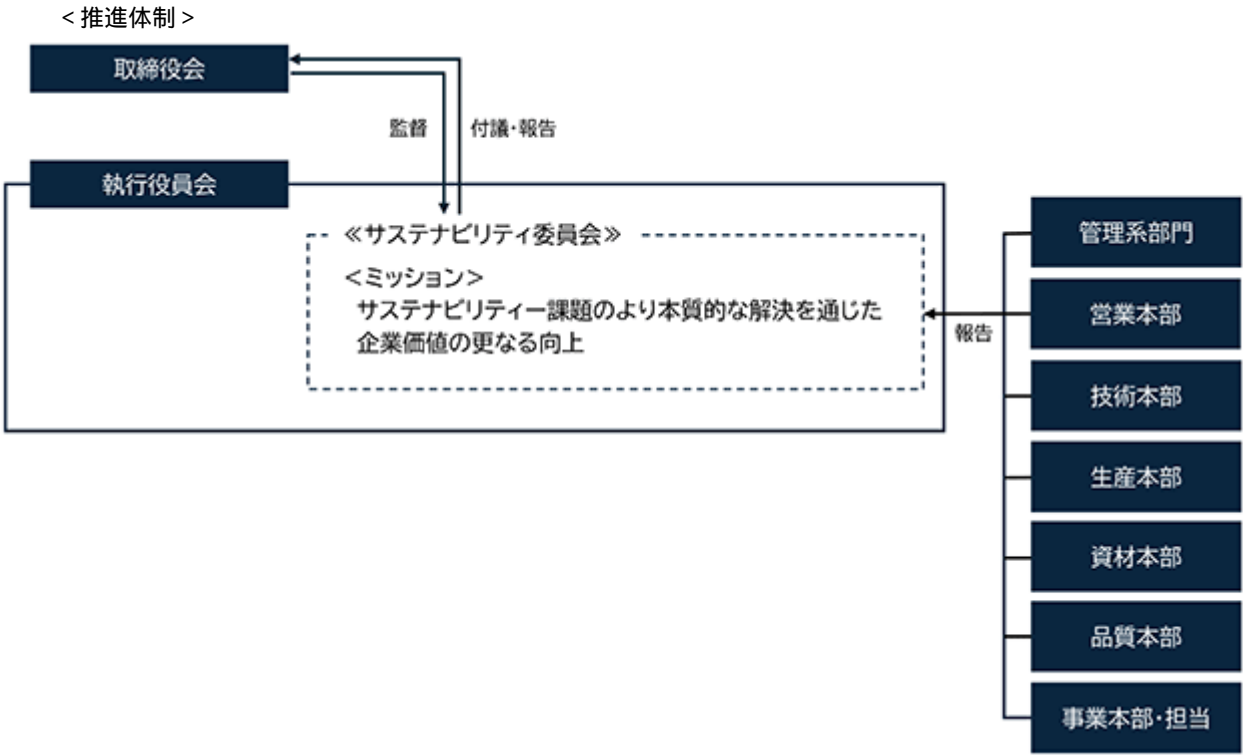 <推進体制>
取締役会
監督
付議・報告
執行役員会
≪サステナビリティ委員会≫
<ミッション>
サステナビリティー課題のより本質的な解決を通じた
企業価値の更なる向上
報告
管理系部門
営業本部
技術本部
生産本部
資材本部
品質本部
事業本部・担当